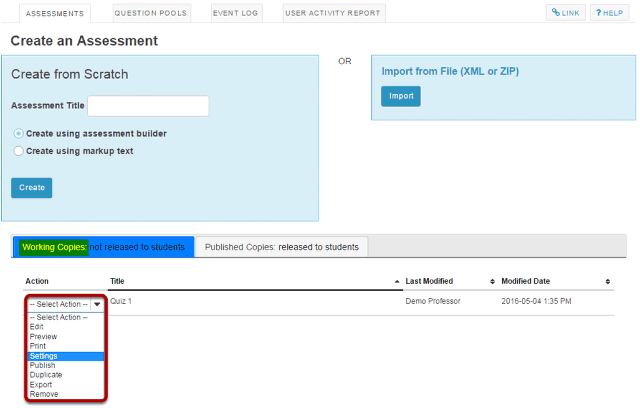 ASSESSMENTS QUESTION POOLS EVENT LOG USER ACTIVITY REPORT LINK ? HELP
Create an Assessment
Create from Scratch
Assessment Title
Create using assessment builder
Create using markup text
Create
OR
Import from File (XML or ZIP)
Import
Working Copies: not released to students Published Copies: released to students
Action Title Last Modified Modified Date
-- Select Action -- Quiz 1 Demo Professor 2016-05-04 1:35 PM
-- Select Action --
Edit
Preview
Print
Settings
Publish
Duplicate
Export
Remove